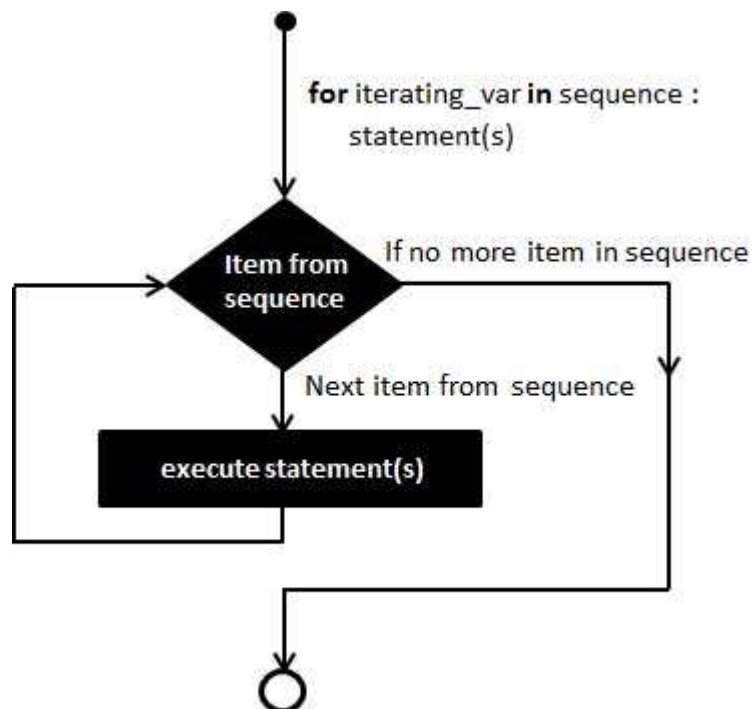 for iterating_var in sequence :
statement(s)
If no more item in sequence
Item from
sequence
Next item from sequence
execute statement(s)